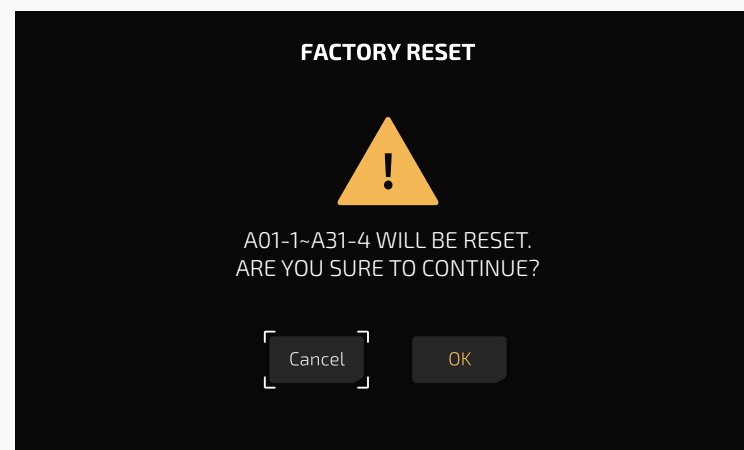 FACTORY RESET
!
A01-1~A31-4 WILL BE RESET.
ARE YOU SURE TO CONTINUE?
Cancel OK